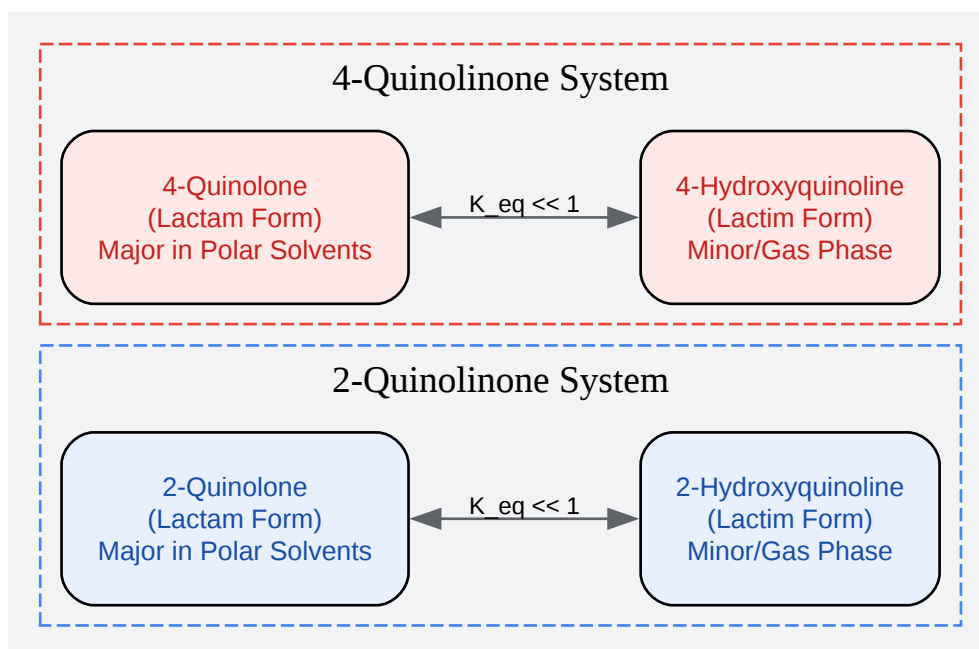 4-Quinolinone System
4-Quinolone
(Lactam Form)
Major in Polar Solvents
K_eq << 1
4-Hydroxyquinoline
(Lactim Form)
Minor/Gas Phase
2-Quinolinone System
2-Quinolone
(Lactam Form)
Major in Polar Solvents
K_eq << 1
2-Hydroxyquinoline
(Lactim Form)
Minor/Gas Phase